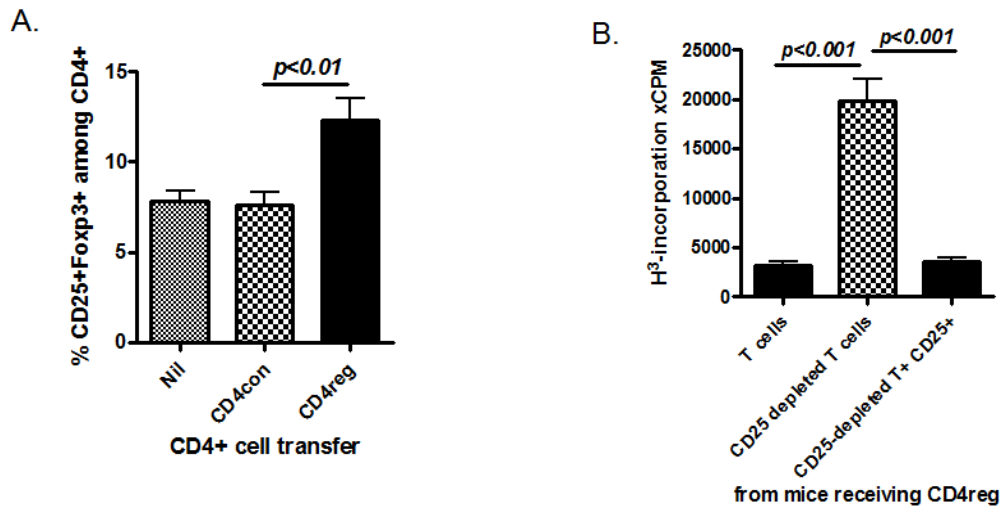 A.
% CD25+Foxp3+ among CD4+
15
10
5
0
p<0.01
Nil
CD4con
CD4reg
CD4+ cell transfer
B.
H³-incorporation xCPM
25000
20000
15000
10000
5000
0
p<0.001
p<0.001
T cells
CD25 depleted T cells
CD25-depleted T+ CD25+
from mice receiving CD4reg